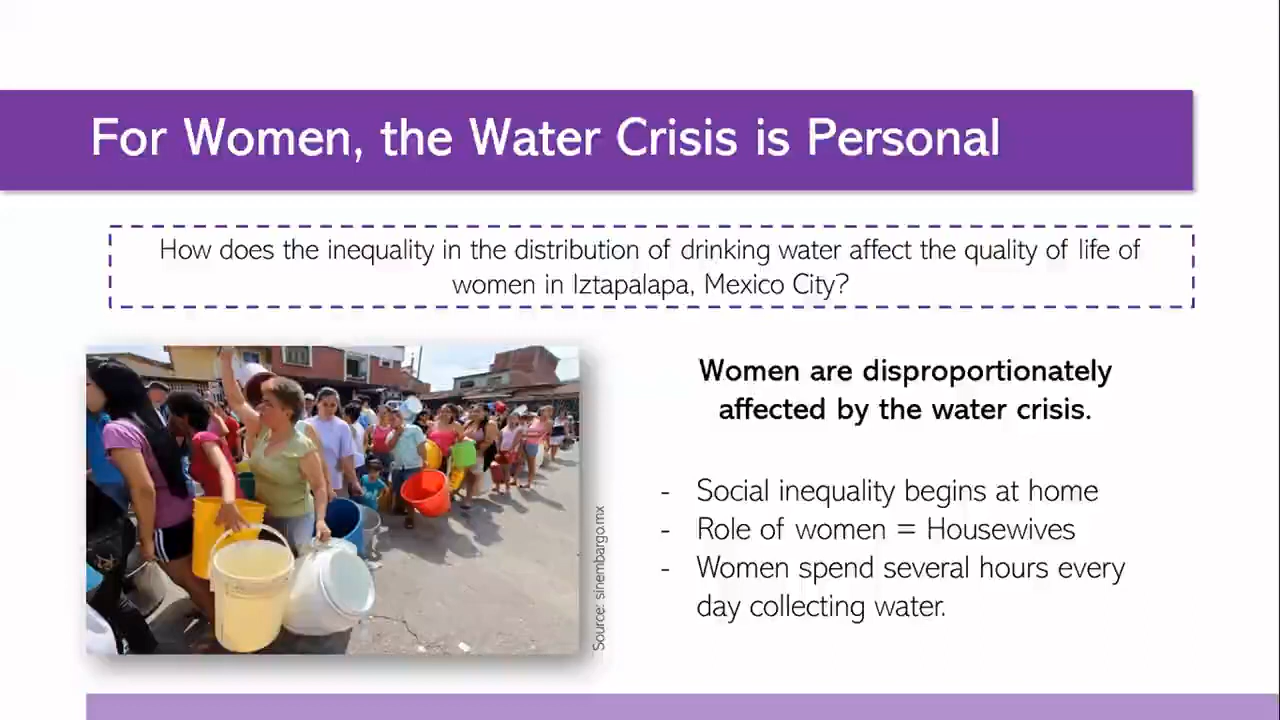 For Women, the Water Crisis is Personal
How does the inequality in the distribution of drinking water affect the quality of life of
women in Iztapalapa, Mexico City?
Source: sinembargo.mx
Women are disproportionately
affected by the water crisis.
- Social inequality begins at home
- Role of women = Housewives
- Women spend several hours every
day collecting water.